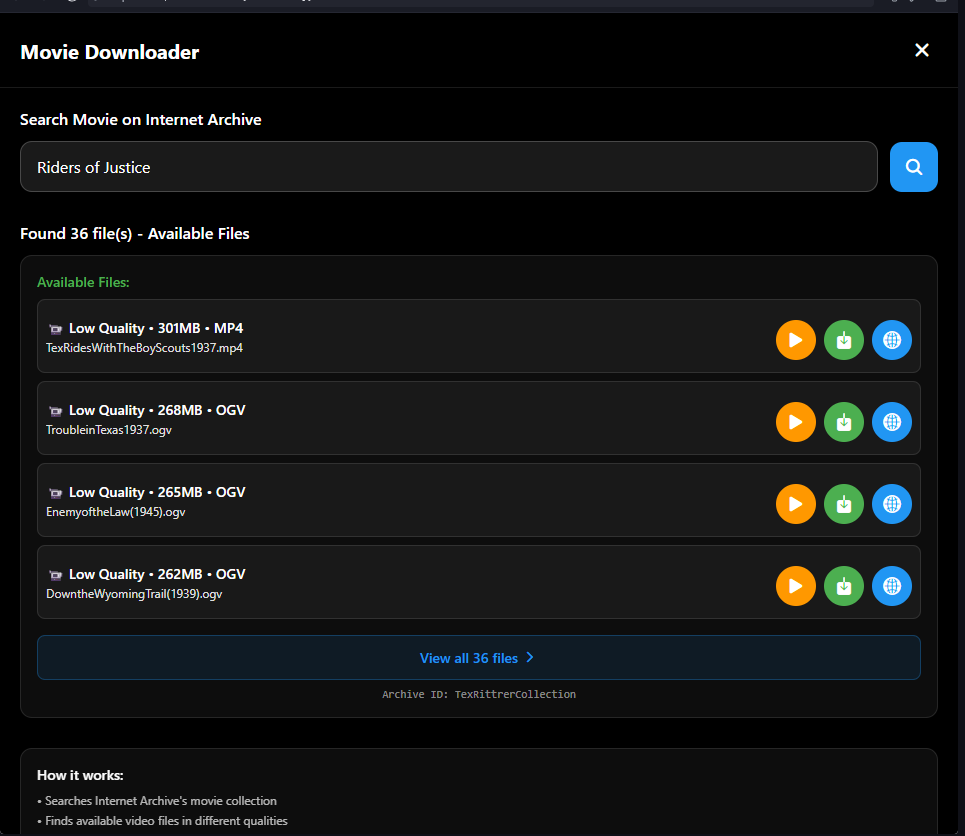 Movie Downloader
Search Movie on Internet Archive
Riders of Justice
Found 36 file(s) - Available Files
Available Files:
Low Quality • 301MB • MP4
TexRidesWithTheBoyScouts1937.mp4
Low Quality • 268MB • OGV
TroubleinTexas1937.ogv
Low Quality • 265MB • OGV
EnemyoftheLaw(1945).ogv
Low Quality • 262MB • OGV
DowntheWyomingTrail(1939).ogv
View all 36 files
Archive ID: TexRittrerCollection
How it works:
• Searches Internet Archive's movie collection
• Finds available video files in different qualities